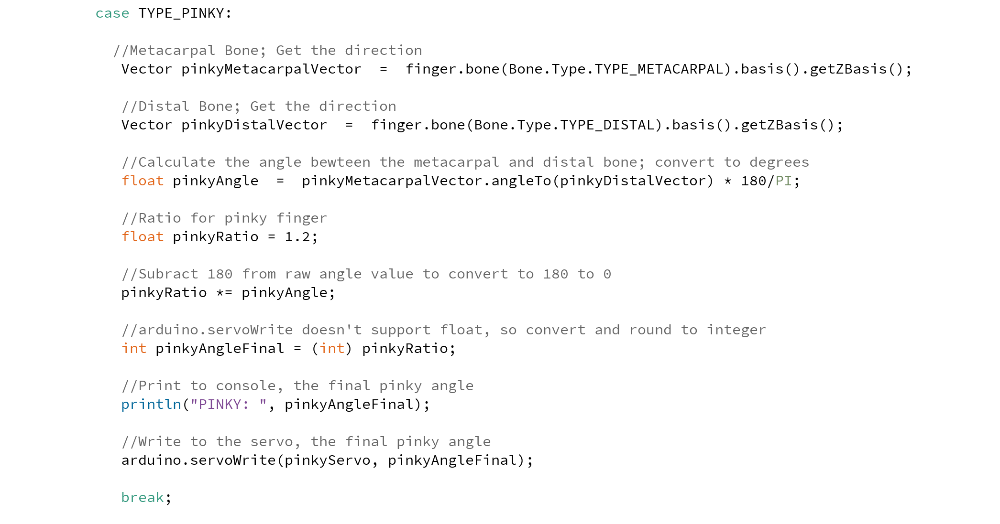 case TYPE_PINKY:
//Metacarpal Bone; Get the direction
Vector pinkyMetacarpalVector  =  finger.bone(Bone.Type.TYPE_METACARPAL).basis().getZBasis();
//Distal Bone; Get the direction
Vector pinkyDistalVector  =  finger.bone(Bone.Type.TYPE_DISTAL).basis().getZBasis();
//Calculate the angle bewteen the metacarpal and distal bone; convert to degrees
float pinkyAngle  =  pinkyMetacarpalVector.angleTo(pinkyDistalVector) * 180/PI;
//Ratio for pinky finger
float pinkyRatio = 1.2;
//Subract 180 from raw angle value to convert to 180 to 0
pinkyRatio *= pinkyAngle;
//arduino.servoWrite doesn't support float, so convert and round to integer
int pinkyAngleFinal = (int) pinkyRatio;
//Print to console, the final pinky angle
println("PINKY: ", pinkyAngleFinal);
//Write to the servo, the final pinky angle
arduino.servoWrite(pinkyServo, pinkyAngleFinal);
break;